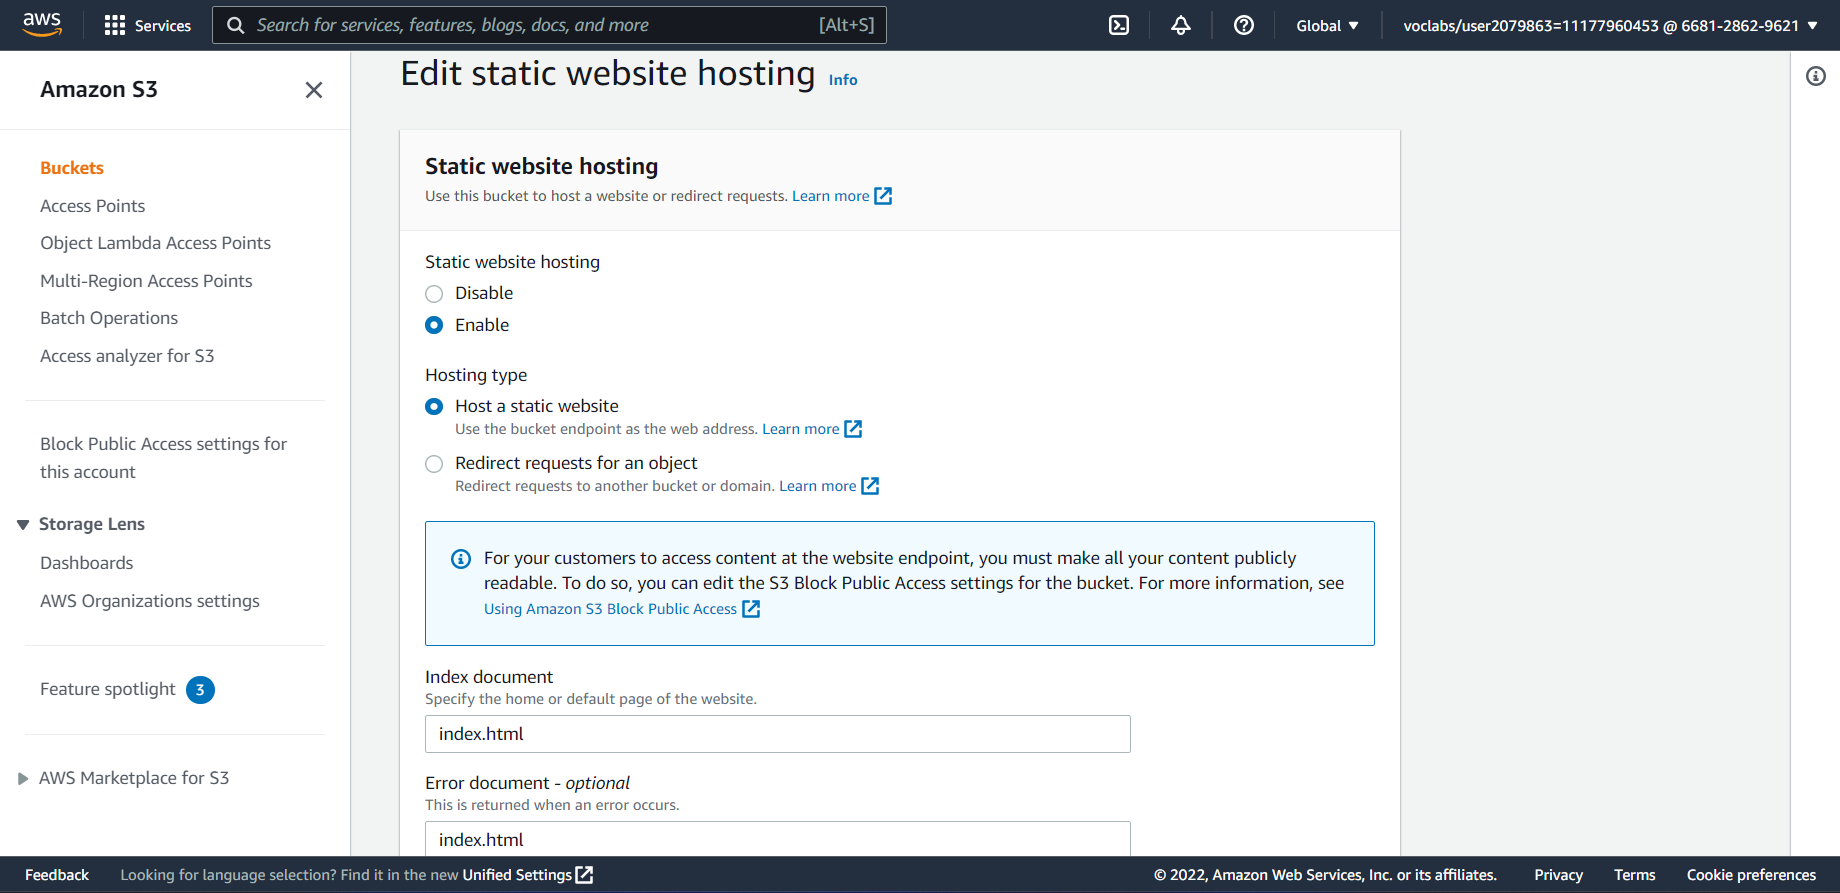 aws
Services
Search for services, features, blogs, docs, and more
[Alt+S]
Global
voclabs/user2079863=11177960453 @ 6681-2862-9621
Amazon S3
Buckets
Access Points
Object Lambda Access Points
Multi-Region Access Points
Batch Operations
Access analyzer for S3
Block Public Access settings for
this account
Storage Lens
Dashboards
AWS Organizations settings
Feature spotlight 3
AWS Marketplace for S3
Edit static website hosting Info
Static website hosting
Use this bucket to host a website or redirect requests. Learn more
Static website hosting
Disable
Enable
Hosting type
Host a static website
Use the bucket endpoint as the web address. Learn more
Redirect requests for an object
Redirect requests to another bucket or domain. Learn more
For your customers to access content at the website endpoint, you must make all your content publicly
readable. To do so, you can edit the S3 Block Public Access settings for the bucket. For more information, see
Using Amazon S3 Block Public Access
Index document
Specify the home or default page of the website.
index.html
Error document - optional
This is returned when an error occurs.
index.html
Feedback
Looking for language selection? Find it in the new Unified Settings
© 2022, Amazon Web Services, Inc. or its affiliates.
Privacy
Terms
Cookie preferences